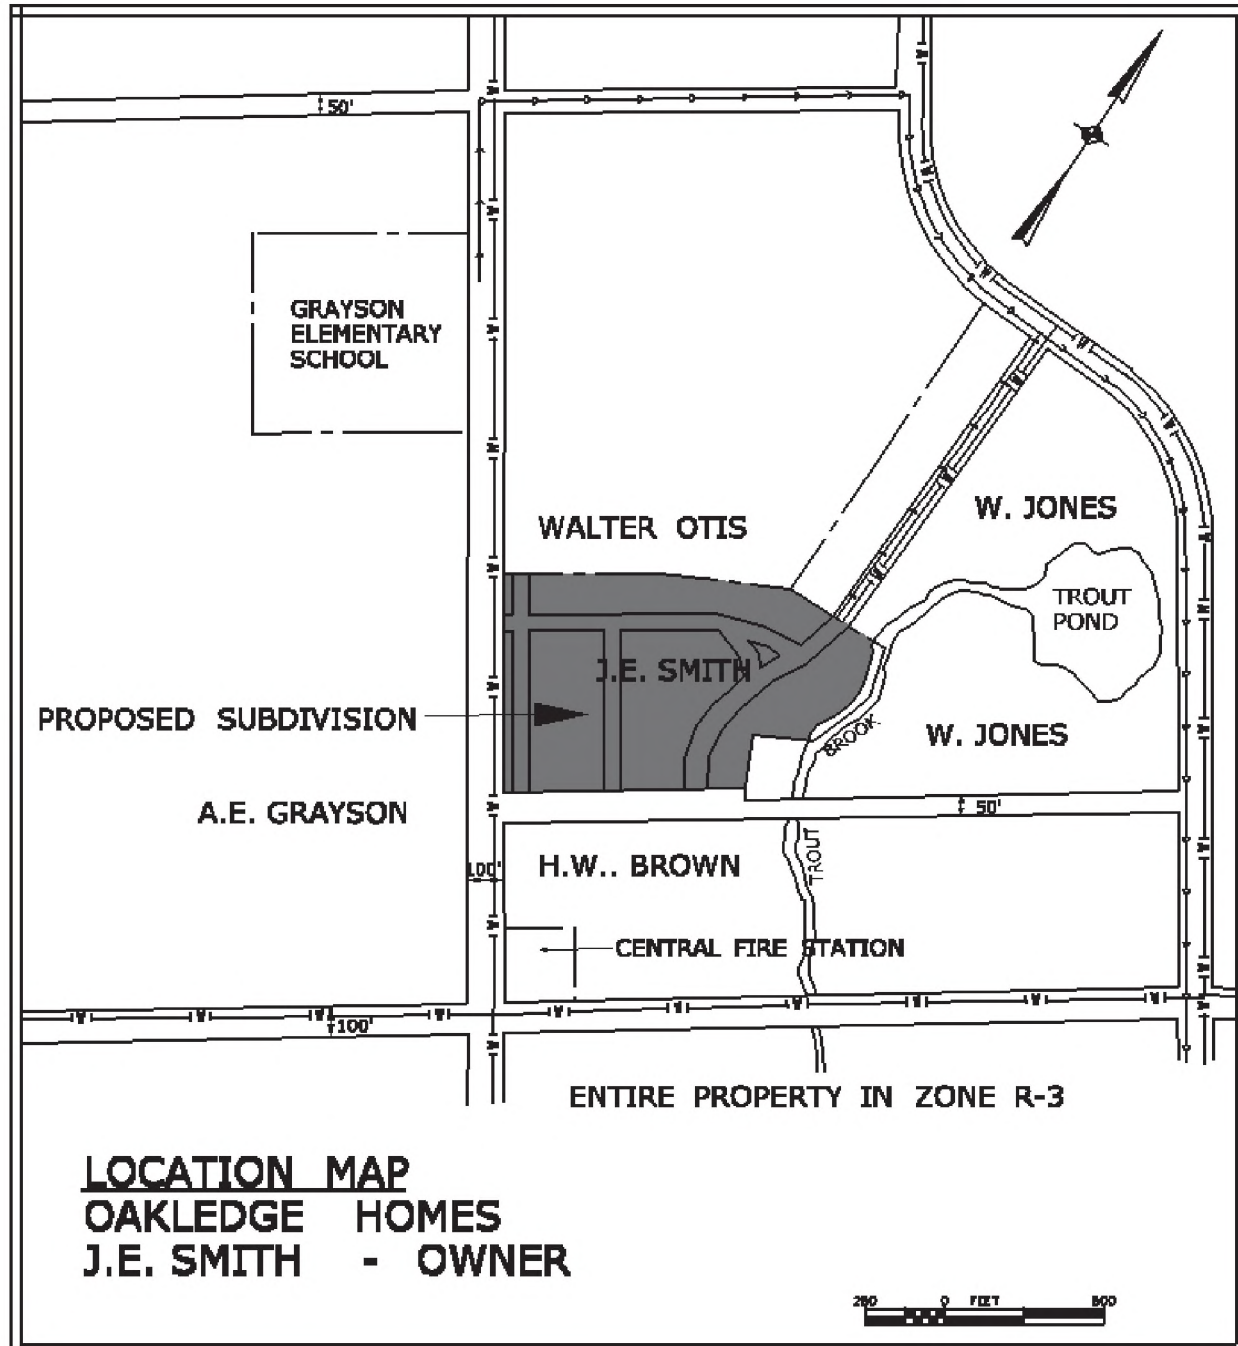 50'
GRAYSON
ELEMENTARY
SCHOOL
WALTER OTIS
W. JONES
TROUT
POND
J.E. SMITH
PROPOSED SUBDIVISION
BROOK
W. JONES
A.E. GRAYSON
50'
TROUT
H.W.. BROWN
100'
CENTRAL FIRE STATION
100'
ENTIRE PROPERTY IN ZONE R-3
LOCATION MAP
OAKLEDGE HOMES
J.E. SMITH - OWNER
0 FEET